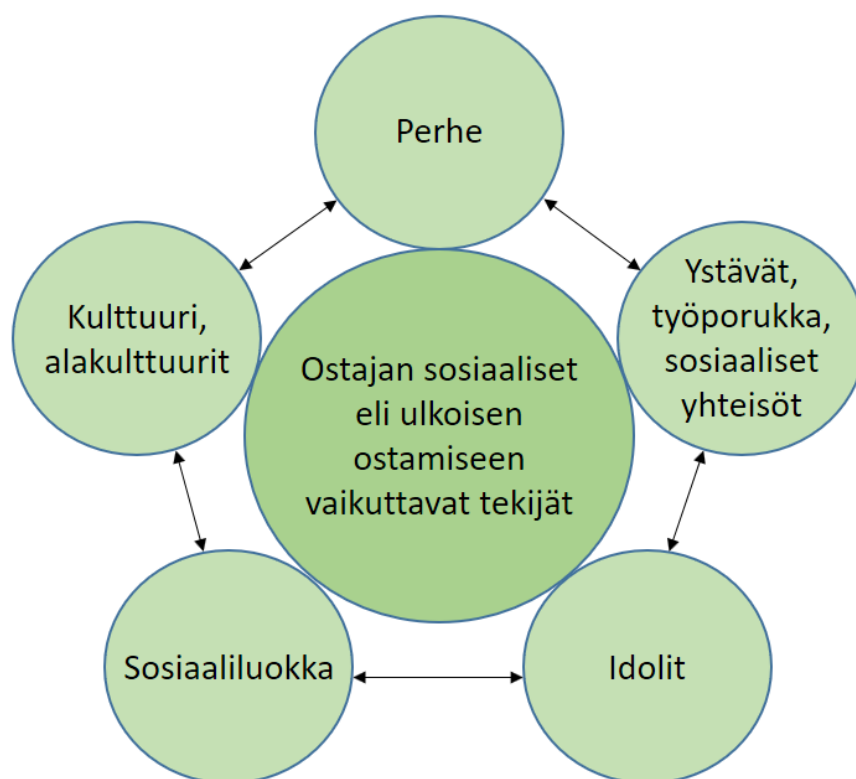 Perhe
Ystävät,
työporukka,
sosiaaliset
yhteisöt
Kulttuuri,
alakulttuurit
Ostajan sosiaaliset
eli ulkoisen
ostamiseen
vaikuttavat tekijät
Sosiaaliluokka
Idolit